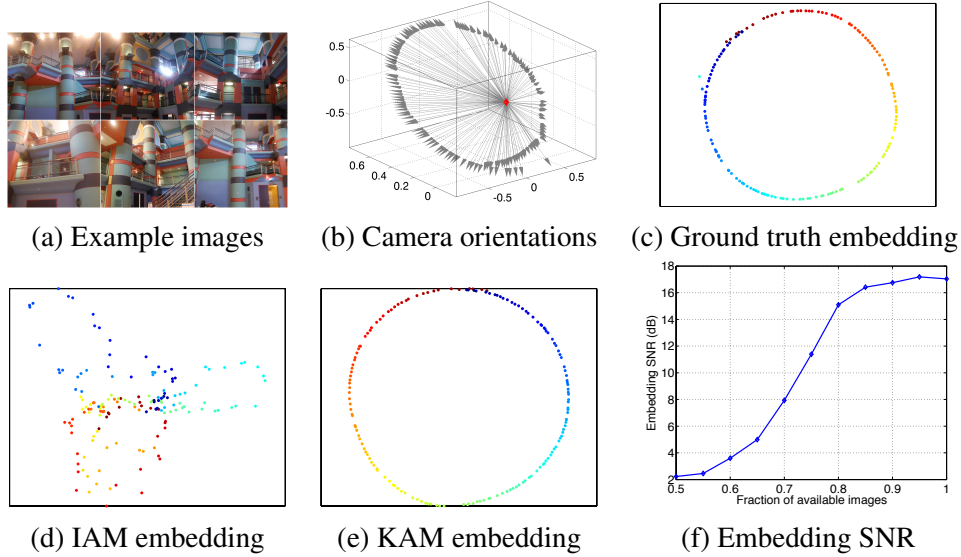 0.5
0
-0.5
0.6
0.4
0.2
0
-0.5
0
0.5
(a) Example images
(b) Camera orientations
(c) Ground truth embedding
18
16
14
12
10
8
6
4
2
Embedding SNR (dB)
0.5 0.6 0.7 0.8 0.9 1
Fraction of available images
(d) IAM embedding
(e) KAM embedding
(f) Embedding SNR